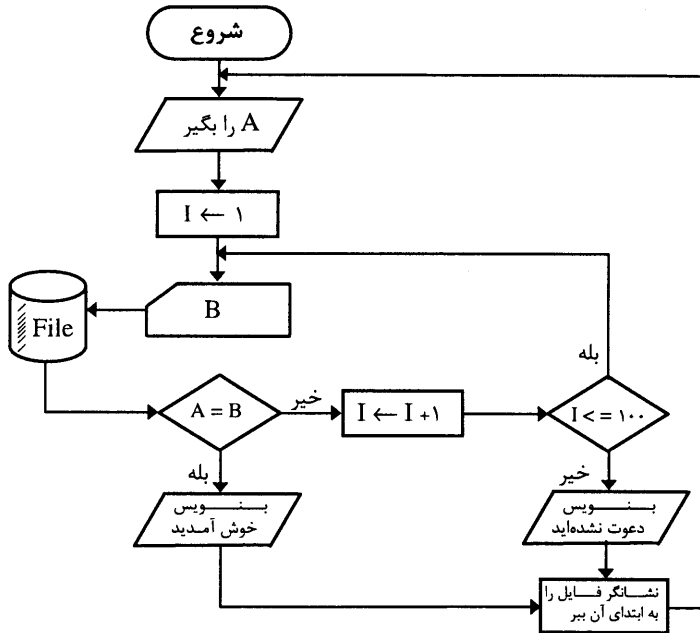 شروع
A را بگیر
I ← ۱
B
File
A = B
خیر
I ← I +۱
I < = ۱۰۰
بله
بله
بنویس
خوش آمدید
خیر
بنویس
دعوت نشده‌اید
نشانگر فایل را
به ابتدای آن ببر